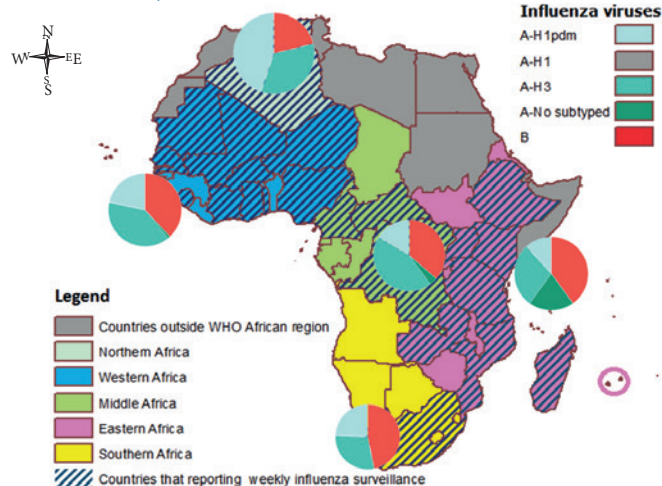 N
W EE
S
S
Influenza viruses
A-H1pdm
A-H1
A-H3
A-No subtyped
B
Legend
Countries outside WHO African region
Northern Africa
Western Africa
Middle Africa
Eastern Africa
Southern Africa
Countries that reporting weekly influenza surveillance